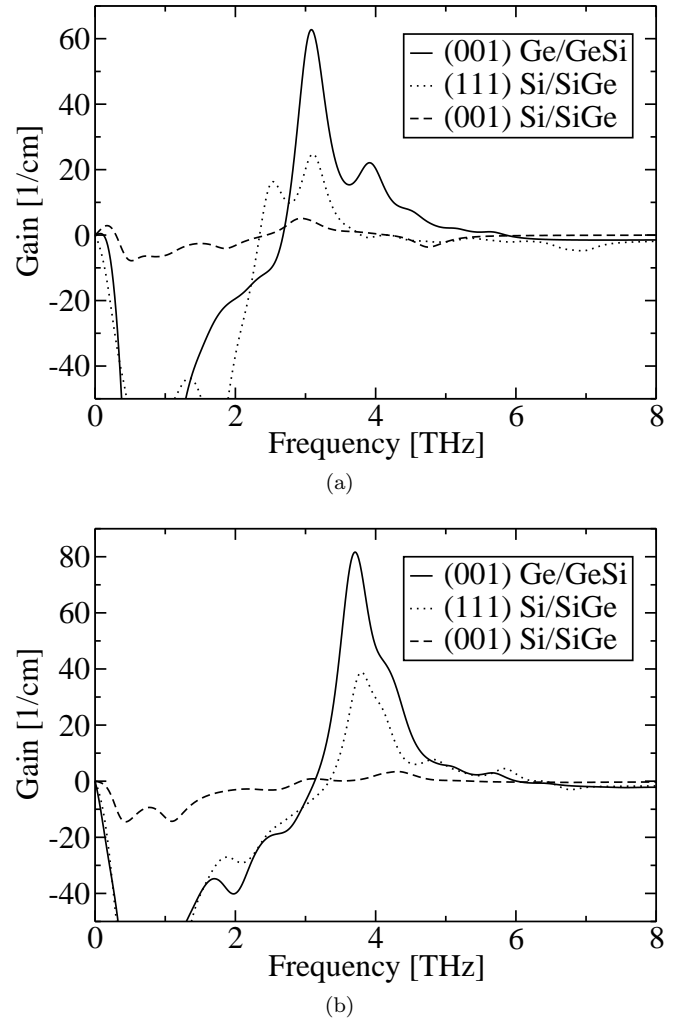 60
40
20
0
-20
-40
Gain [1/cm]
(001) Ge/GeSi
(111) Si/SiGe
(001) Si/SiGe
0 2 4 6 8
Frequency [THz]
(a)
80
60
40
20
0
-20
-40
Gain [1/cm]
(001) Ge/GeSi
(111) Si/SiGe
(001) Si/SiGe
0 2 4 6 8
Frequency [THz]
(b)